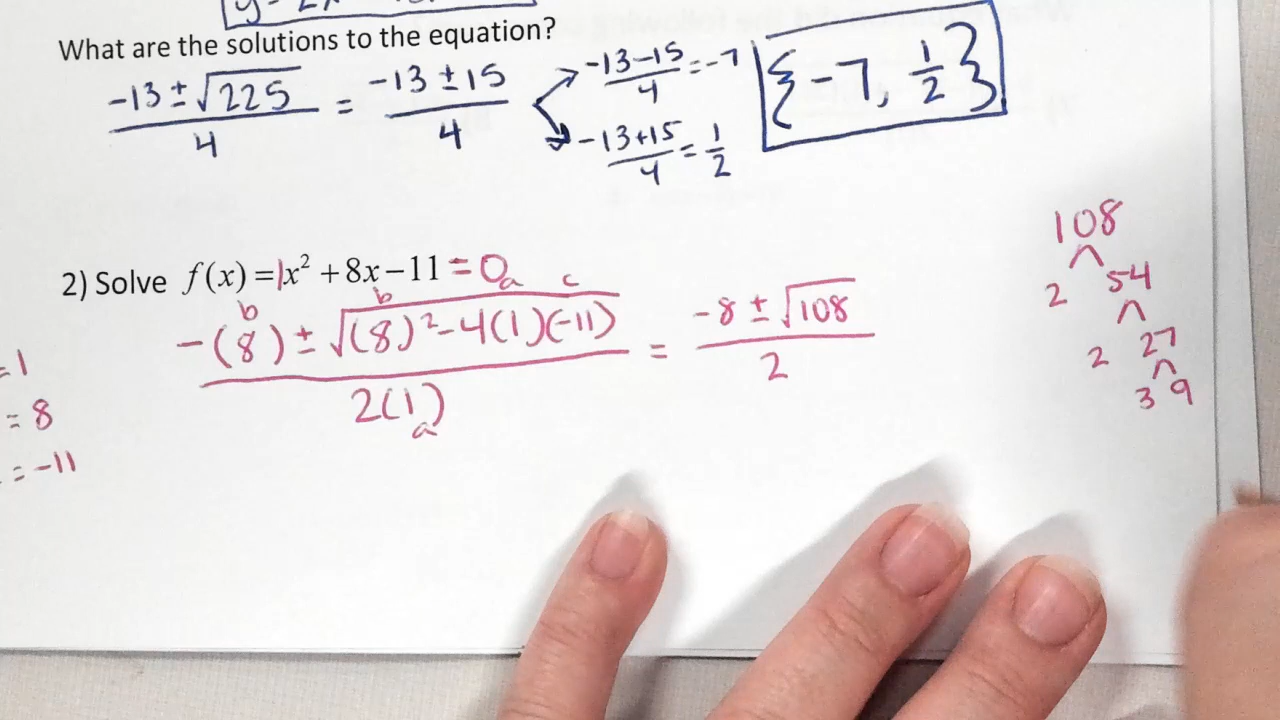 What are the solutions to the equation?
-13 ± √225 / 4 = -13 ± 15 / 4
-13-15 / 4 = -7
-13+15 / 4 = 1/2
{-7, 1/2}
2) Solve f(x) = 1x² + 8x − 11 = 0
b b a c
-(8) ± √(8)² - 4(1)(-11) / 2(1) = -8 ± √108 / 2
a
= 1
= 8
= -11
108
2 54
2 27
3 9